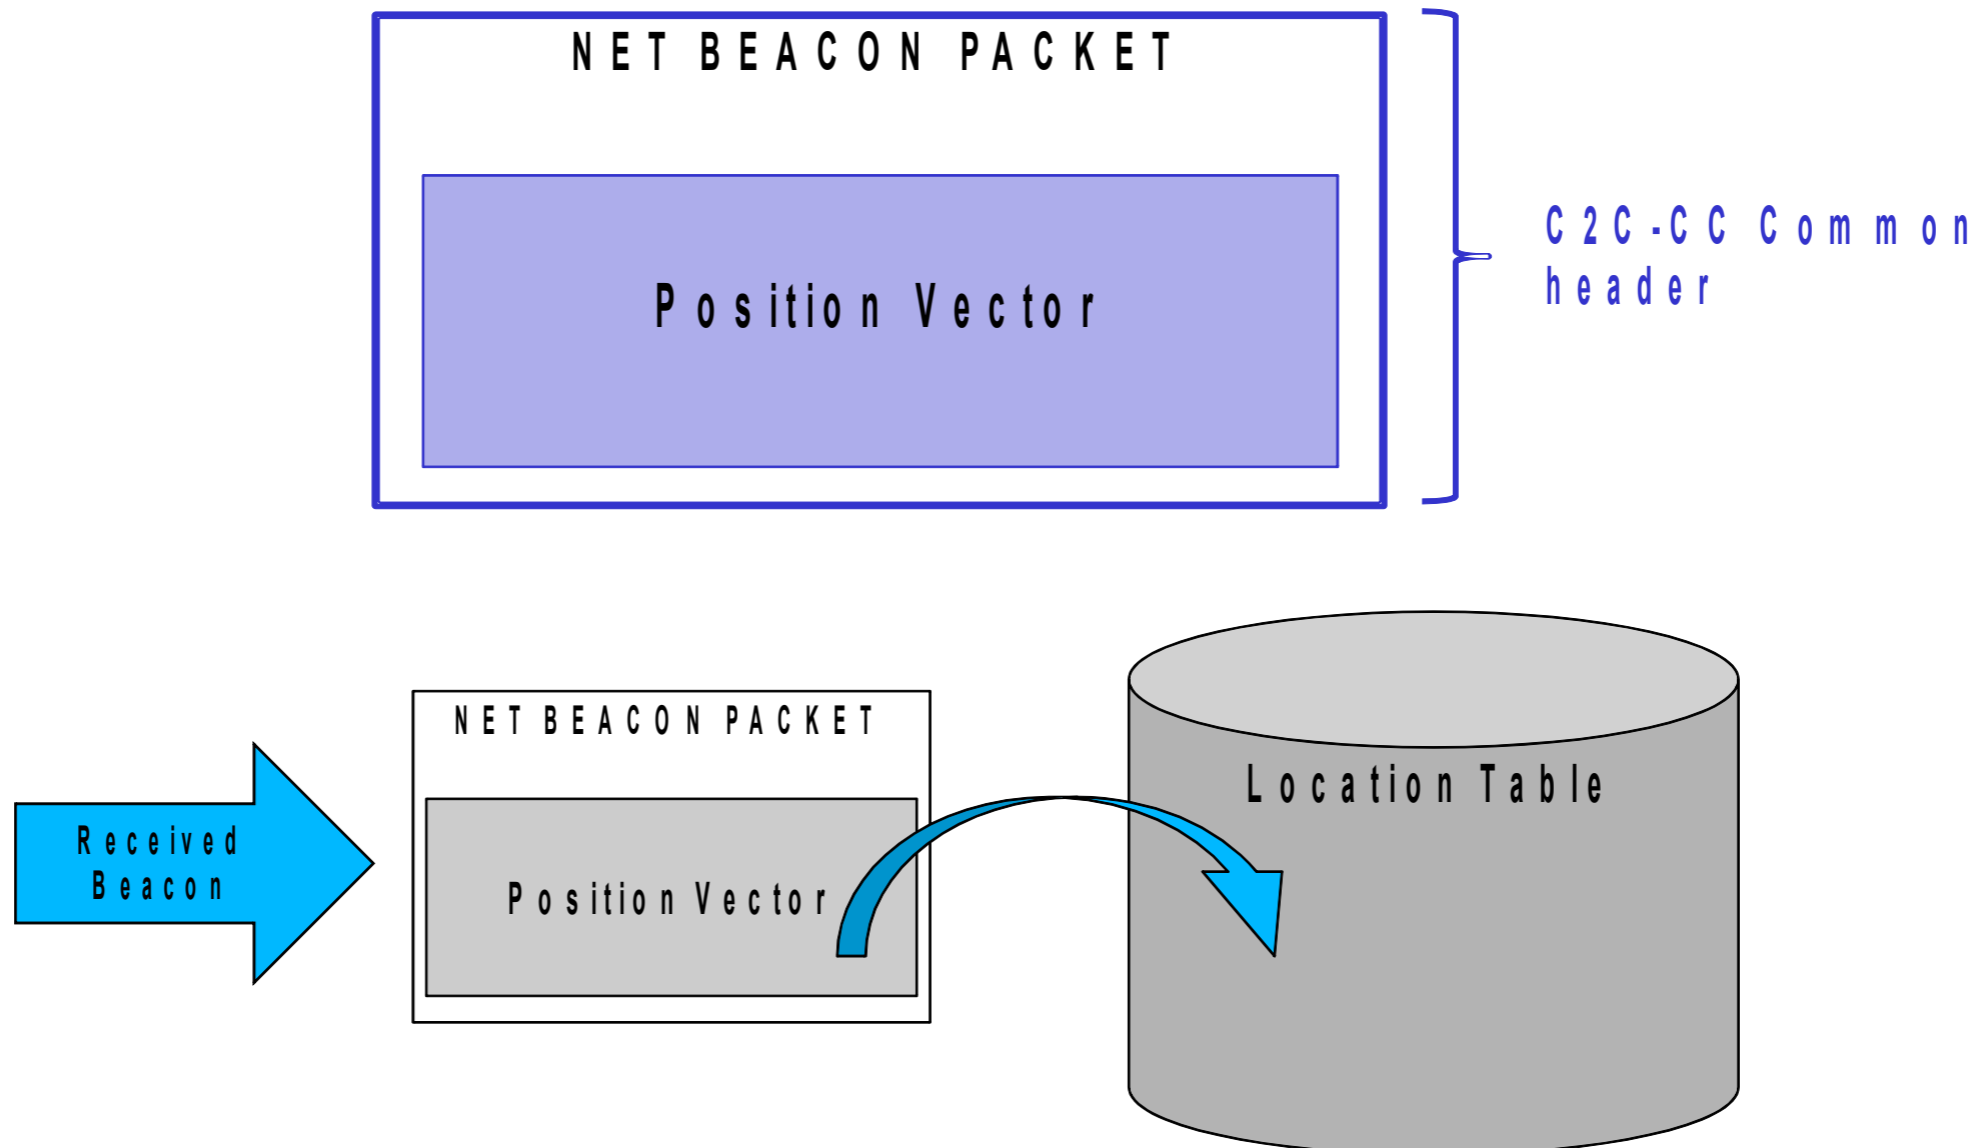 NET BEACON PACKET
Position Vector
C2C-CC Common
header
NET BEACON PACKET
Position Vector
Received
Beacon
Location Table